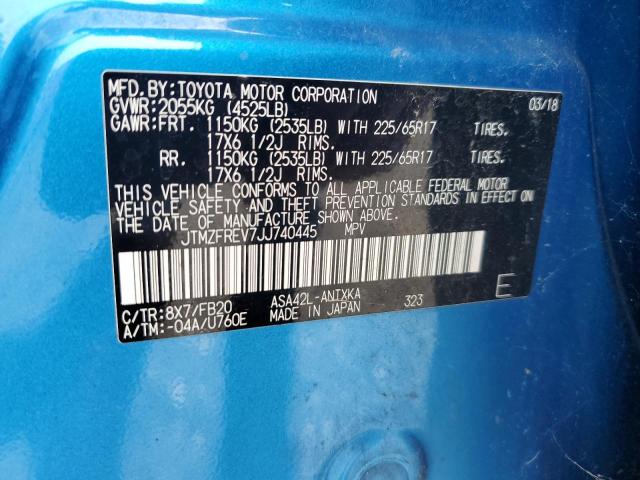 MFD.BY:TOYOTA MOTOR CORPORATION 03/18
GVWR:2055KG (4525LB)
GAWR:FRT. 1150KG (2535LB) WITH 225/65R17 TIRES.
17X6 1/2J RIMS.
RR. 1150KG (2535LB) WITH 225/65R17 TIRES.
17X6 1/2J RIMS.
THIS VEHICLE CONFORMS TO ALL APPLICABLE FEDERAL MOTOR
VEHICLE SAFETY AND THEFT PREVENTION STANDARDS IN EFFECT ON
THE DATE OF MANUFACTURE SHOWN ABOVE.
JTMZFREV7JJ740445 MPV
C/TR:8X7/FB20 ASA42L-ANTXKA 323 E
A/TM:-04A/U760E MADE IN JAPAN